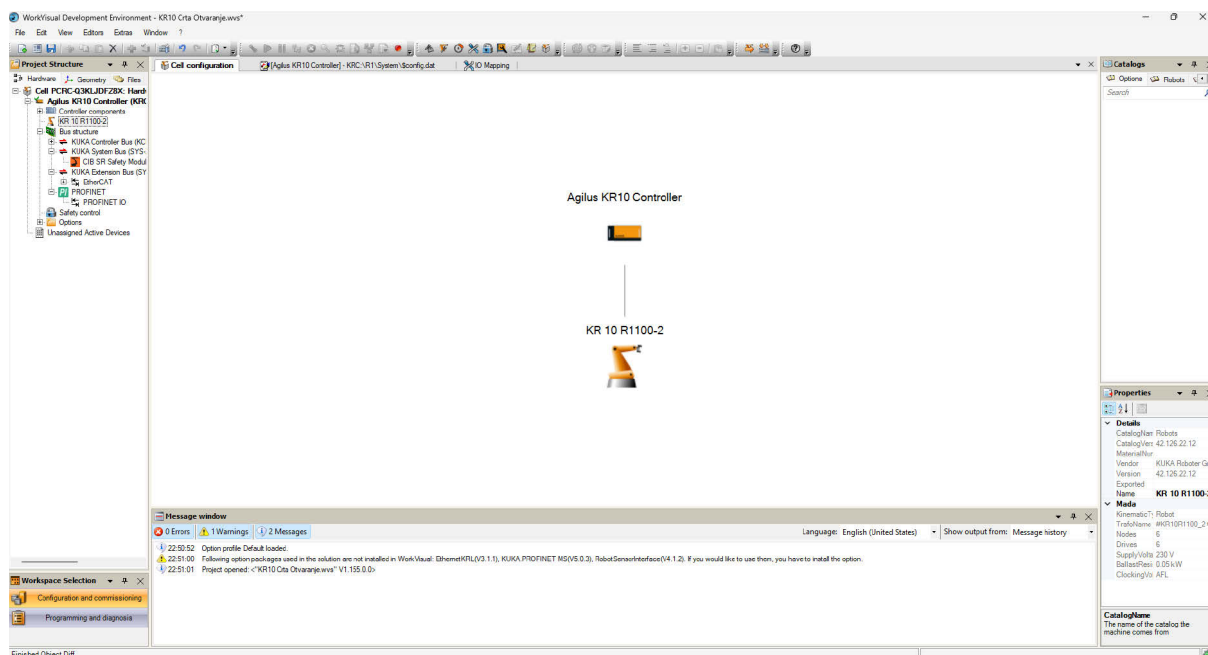 WorkVisual Development Environment - KR10 Crta Otvaranje.wvs*
File Edit View Editors Extras Window ?
Project Structure
Hardware Geometry Files
Cell PCRC-Q3KLJDFZ8X: Hard
Agilus KR10 Controller (KRC
Controller components
KR 10 R1100-2
Bus structure
KUKA Controller Bus (KC
KUKA System Bus (SYS-
CIB SR Safety Modul
KUKA Extension Bus (SY
EtherCAT
PROFINET
PROFINET IO
Safety control
Options
Unassigned Active Devices
Workspace Selection
Configuration and commissioning
Programming and diagnosis
Cell configuration [Agilus KR10 Controller] - KRC:\R1\System\$config.dat IO Mapping
Agilus KR10 Controller
KR 10 R1100-2
Message window
0 Errors 1 Warnings 2 Messages Language: English (United States) Show output from: Message history
22:50:52 Option profile Default loaded.
22:51:00 Following option packages used in the solution are not installed in WorkVisual: EthernetKRL(V3.1.1), KUKA PROFINET MS(V5.0.3), RobotSensorInterface(V4.1.2). If you would like to use them, you have to install the option.
22:51:01 Project opened: <"KR10 Crta Otvaranje.wvs" V1.155.0.0>
Catalogs
Options Robots
Search
Properties
Details
CatalogNam Robots
CatalogVers 42.126.22.12
MaterialNur
Vendor KUKA Roboter G
Version 42.126.22.12
Exported
Name KR 10 R1100-2
Mada
KinematicTy Robot
TrafoName #KR10R1100_2
Nodes 6
Drives 6
SupplyVolta 230 V
BallastResi 0.05 kW
ClockingVo AFL
CatalogName
The name of the catalog the
machine comes from
Finished Object Diff